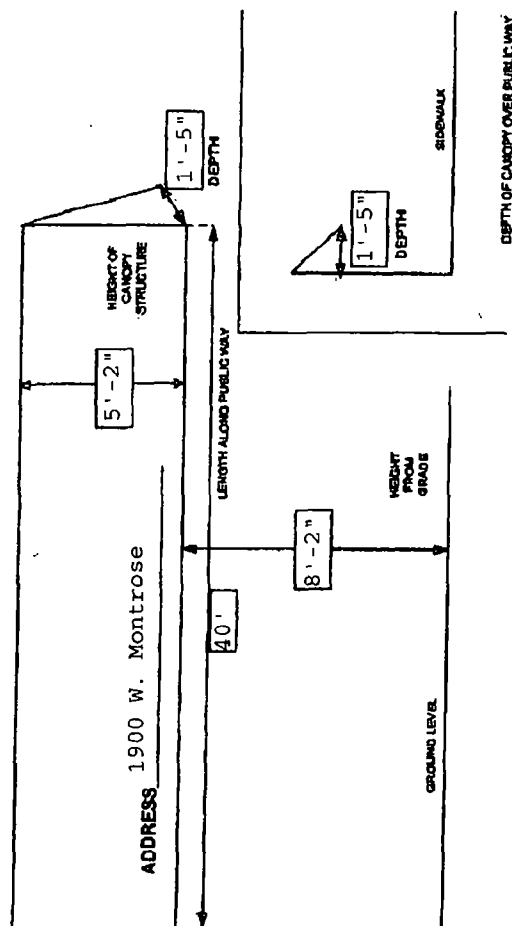 1'-5"
DEPTH
HEIGHT OF
CANOPY
STRUCTURE
5'-2"
LENGTH ALONG PUBLIC WAY
ADDRESS 1900 W. Montrose
40'
8'-2"
HEIGHT
FROM
GRADE
GROUND LEVEL
1'-5"
DEPTH
SIDEWALK
DEPTH OF CANOPY OVER PUBLIC WAY